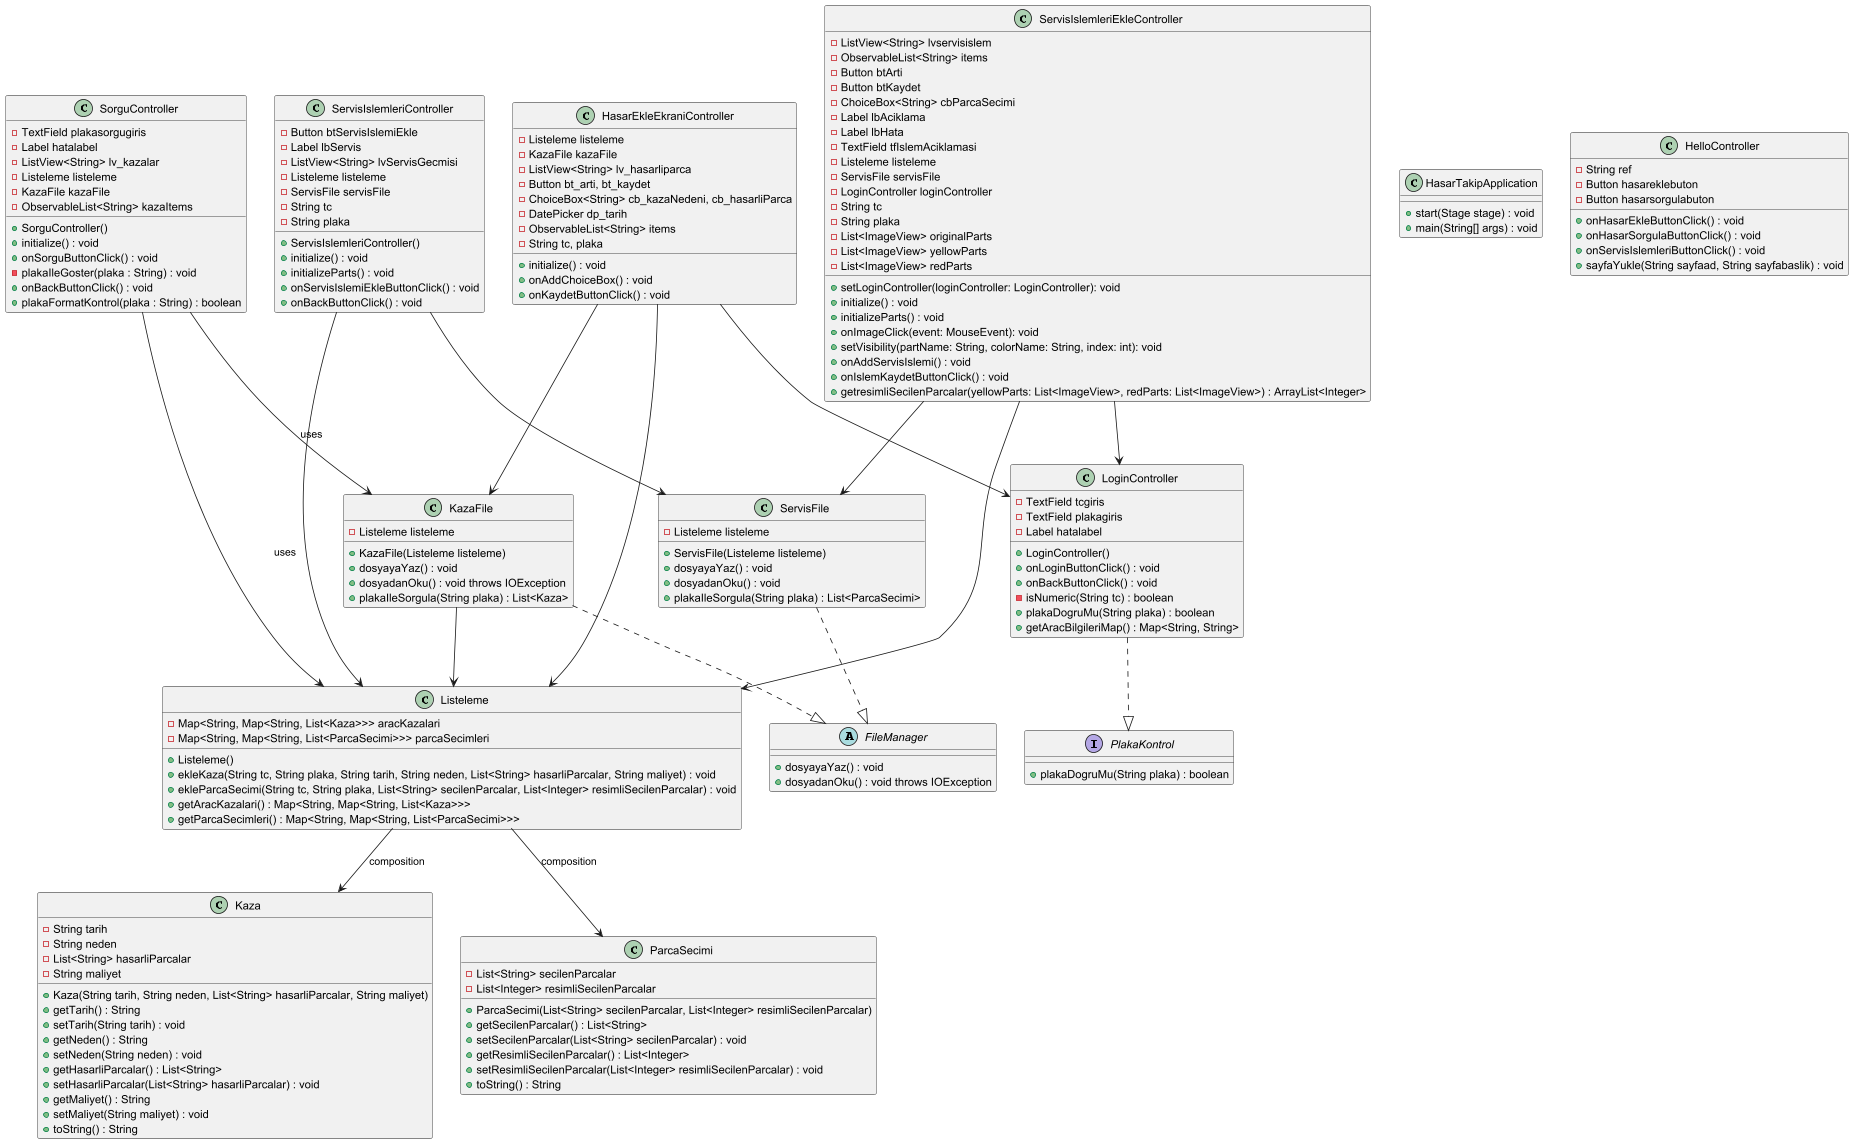 C ServisIslemleriEkleController
ListView<String> lvservisislem
ObservableList<String> items
Button btArti
Button btKaydet
ChoiceBox<String> cbParcaSecimi
Label lbAciklama
Label lbHata
TextField tfIslemAciklamasi
Listeleme listeleme
ServisFile servisFile
LoginController loginController
String tc
String plaka
List<ImageView> originalParts
List<ImageView> yellowParts
List<ImageView> redParts
setLoginController(loginController: LoginController): void
initialize() : void
initializeParts() : void
onImageClick(event: MouseEvent): void
setVisibility(partName: String, colorName: String, index: int): void
onAddServisIslemi() : void
onIslemKaydetButtonClick() : void
getresimliSecilenParcalar(yellowParts: List<ImageView>, redParts: List<ImageView>) : ArrayList<Integer>
C SorguController
TextField plakasorgugiris
Label hatalabel
ListView<String> lv_kazalar
Listeleme listeleme
KazaFile kazaFile
ObservableList<String> kazaItems
SorguController()
initialize() : void
onSorguButtonClick() : void
plakaIleGoster(plaka : String) : void
onBackButtonClick() : void
plakaFormatKontrol(plaka : String) : boolean
C ServisIslemleriController
Button btServisIslemiEkle
Label lbServis
ListView<String> lvServisGecmisi
Listeleme listeleme
ServisFile servisFile
String tc
String plaka
ServisIslemleriController()
initialize() : void
initializeParts() : void
onServisIslemiEkleButtonClick() : void
onBackButtonClick() : void
C HasarEkleEkraniController
Listeleme listeleme
KazaFile kazaFile
ListView<String> lv_hasarliparca
Button bt_arti, bt_kaydet
ChoiceBox<String> cb_kazaNedeni, cb_hasarliParca
DatePicker dp_tarih
ObservableList<String> items
String tc, plaka
initialize() : void
onAddChoiceBox() : void
onKaydetButtonClick() : void
C HasarTakipApplication
start(Stage stage) : void
main(String[] args) : void
C HelloController
String ref
Button hasareklebuton
Button hasarsorgulabuton
onHasarEkleButtonClick() : void
onHasarSorgulaButtonClick() : void
onServisIslemleriButtonClick() : void
sayfaYukle(String sayfaad, String sayfabaslik) : void
uses
uses
C KazaFile
Listeleme listeleme
KazaFile(Listeleme listeleme)
dosyayaYaz() : void
dosyadanOku() : void throws IOException
plakaIleSorgula(String plaka) : List<Kaza>
C ServisFile
Listeleme listeleme
ServisFile(Listeleme listeleme)
dosyayaYaz() : void
dosyadanOku() : void
plakaIleSorgula(String plaka) : List<ParcaSecimi>
C LoginController
TextField tcgiris
TextField plakagiris
Label hatalabel
LoginController()
onLoginButtonClick() : void
onBackButtonClick() : void
isNumeric(String tc) : boolean
plakaDogruMu(String plaka) : boolean
getAracBilgileriMap() : Map<String, String>
C Listeleme
Map<String, Map<String, List<Kaza>>> aracKazalari
Map<String, Map<String, List<ParcaSecimi>>> parcaSecimleri
Listeleme()
ekleKaza(String tc, String plaka, String tarih, String neden, List<String> hasarliParcalar, String maliyet) : void
ekleParcaSecimi(String tc, String plaka, List<String> secilenParcalar, List<Integer> resimliSecilenParcalar) : void
getAracKazalari() : Map<String, Map<String, List<Kaza>>>
getParcaSecimleri() : Map<String, Map<String, List<ParcaSecimi>>>
A FileManager
dosyayaYaz() : void
dosyadanOku() : void throws IOException
I PlakaKontrol
plakaDogruMu(String plaka) : boolean
composition
composition
C Kaza
String tarih
String neden
List<String> hasarliParcalar
String maliyet
Kaza(String tarih, String neden, List<String> hasarliParcalar, String maliyet)
getTarih() : String
setTarih(String tarih) : void
getNeden() : String
setNeden(String neden) : void
getHasarliParcalar() : List<String>
setHasarliParcalar(List<String> hasarliParcalar) : void
getMaliyet() : String
setMaliyet(String maliyet) : void
toString() : String
C ParcaSecimi
List<String> secilenParcalar
List<Integer> resimliSecilenParcalar
ParcaSecimi(List<String> secilenParcalar, List<Integer> resimliSecilenParcalar)
getSecilenParcalar() : List<String>
setSecilenParcalar(List<String> secilenParcalar) : void
getResimliSecilenParcalar() : List<Integer>
setResimliSecilenParcalar(List<Integer> resimliSecilenParcalar) : void
toString() : String